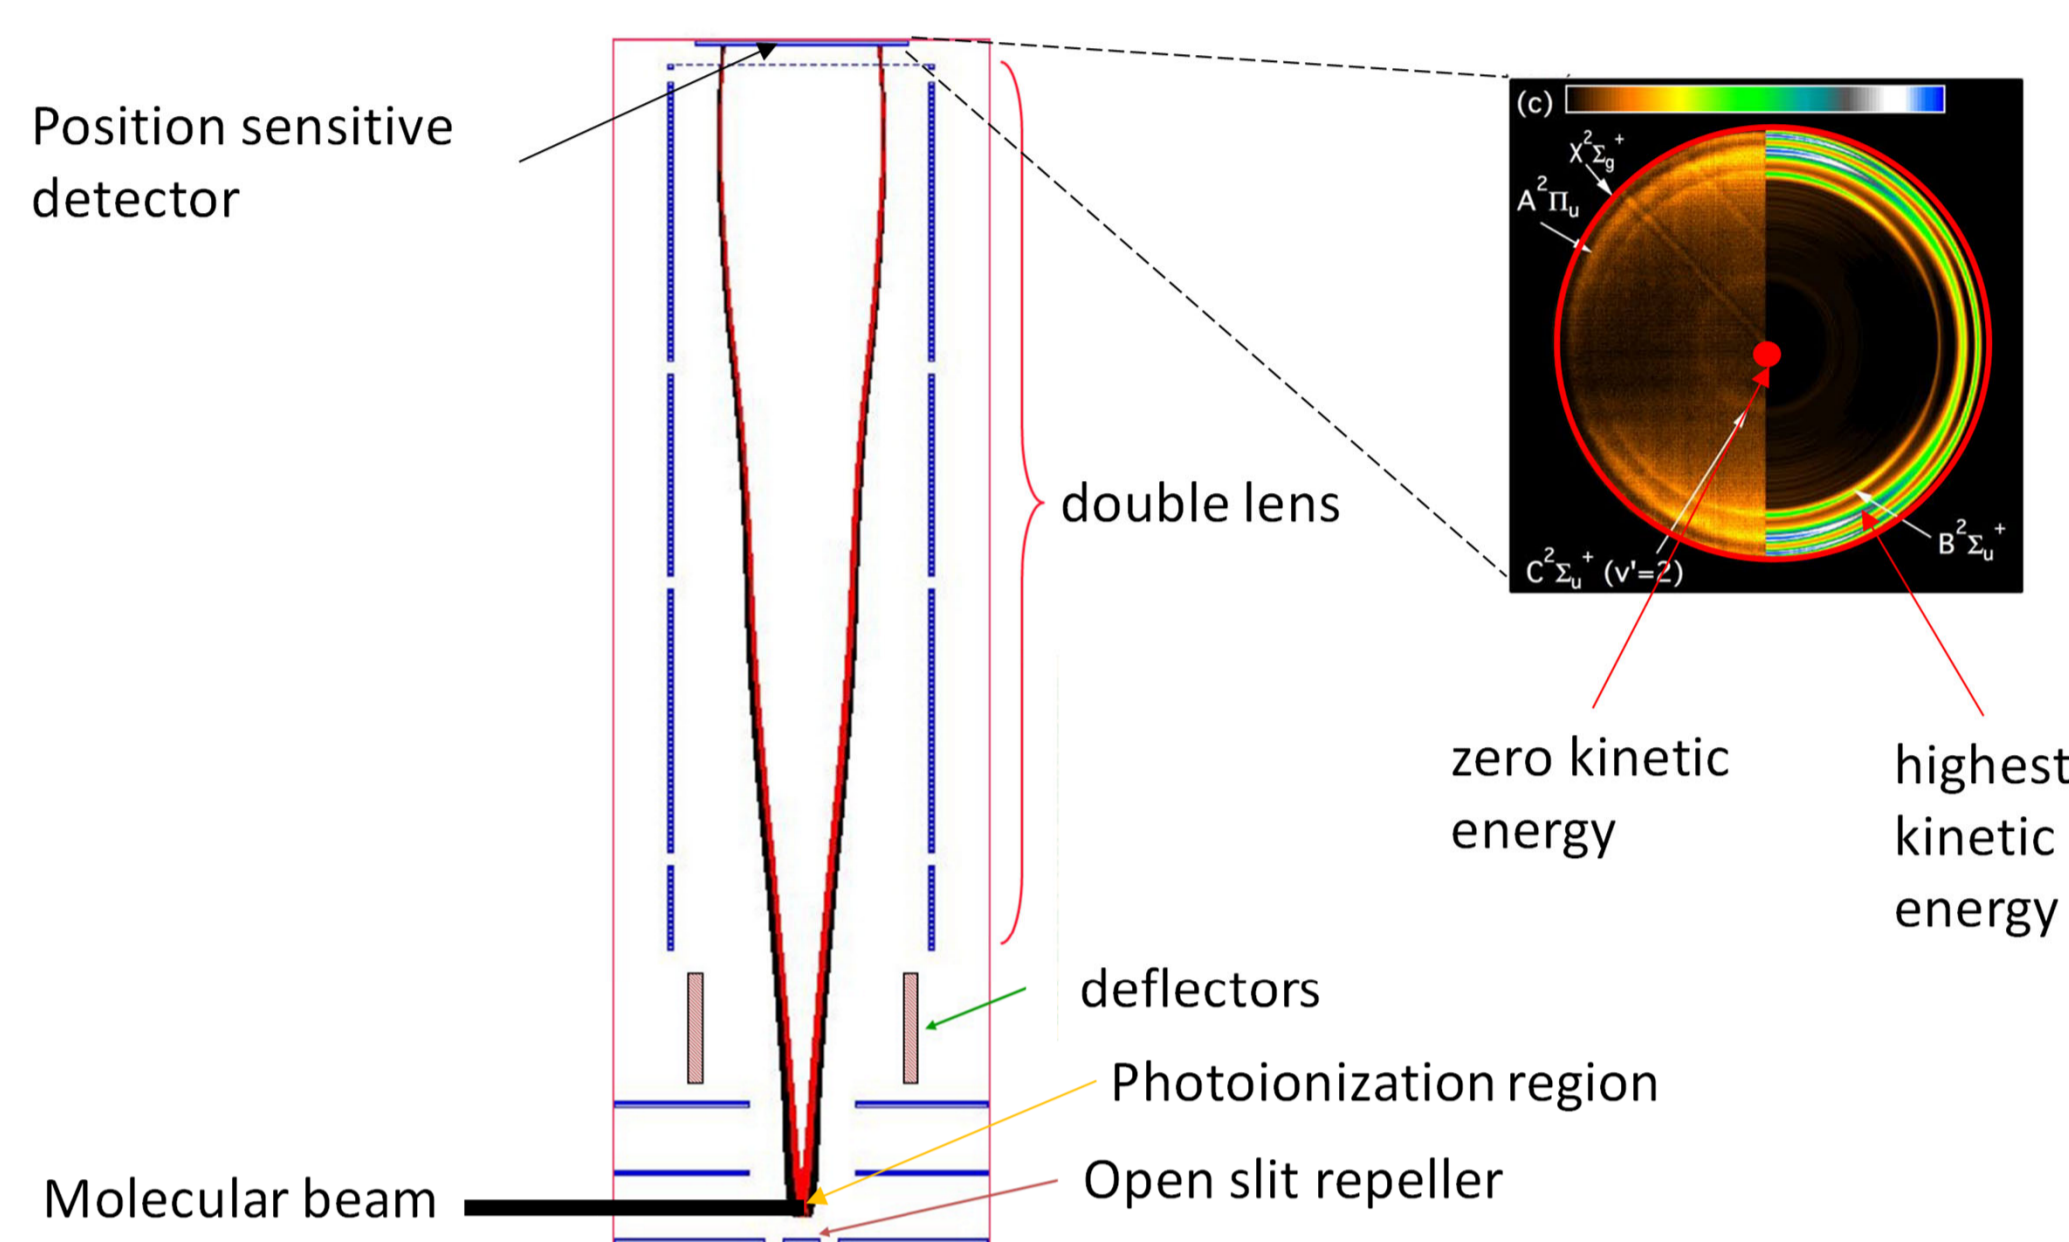 Position sensitive
detector
(c)
X²Σg⁺
A²Πu
double lens
B²Σu⁺
C²Σu⁺ (v'=2)
zero kinetic
energy
highest
kinetic
energy
deflectors
Photoionization region
Open slit repeller
Molecular beam